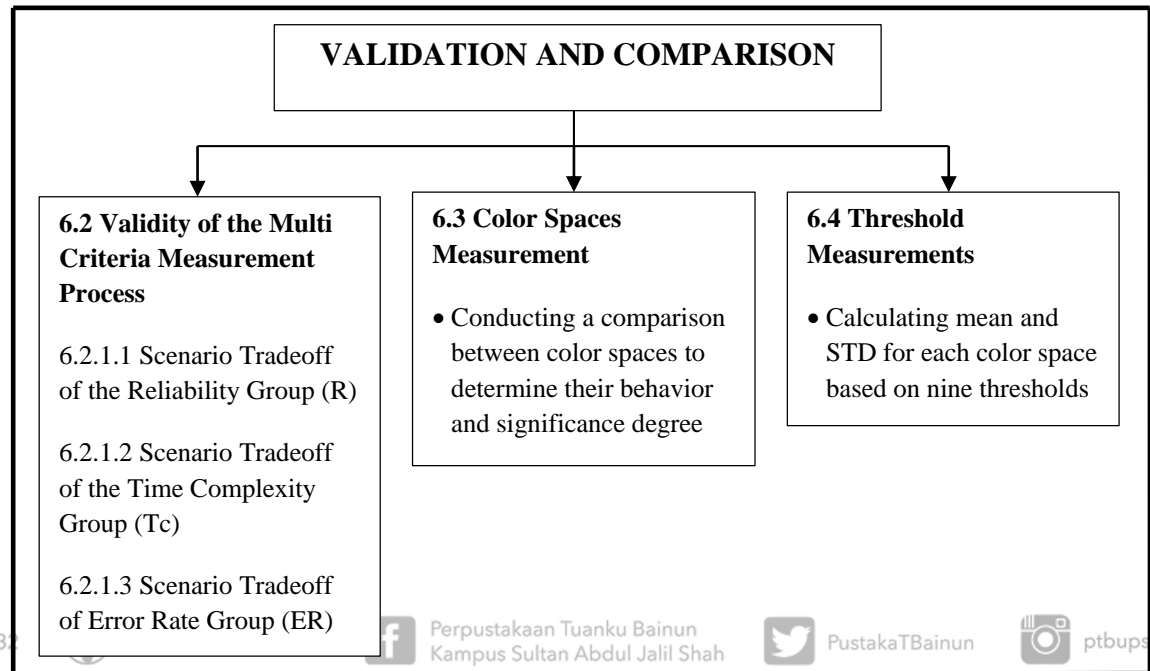 VALIDATION AND COMPARISON
6.2 Validity of the Multi
Criteria Measurement
Process
6.2.1.1 Scenario Tradeoff
of the Reliability Group (R)
6.2.1.2 Scenario Tradeoff
of the Time Complexity
Group (Tc)
6.2.1.3 Scenario Tradeoff
of Error Rate Group (ER)
6.3 Color Spaces
Measurement
• Conducting a comparison
between color spaces to
determine their behavior
and significance degree
6.4 Threshold
Measurements
• Calculating mean and
STD for each color space
based on nine thresholds
Perpustakaan Tuanku Bainun
Kampus Sultan Abdul Jalil Shah
PustakaTBainun
ptbups